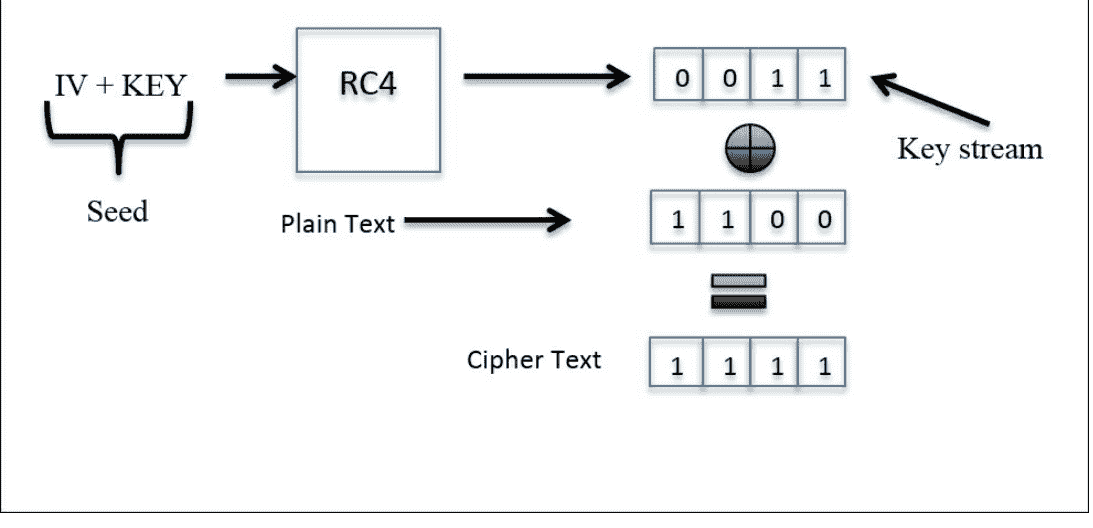 IV + KEY
RC4
0 0 1 1
Key stream
Seed
Plain Text
1 1 0 0
Cipher Text
1 1 1 1